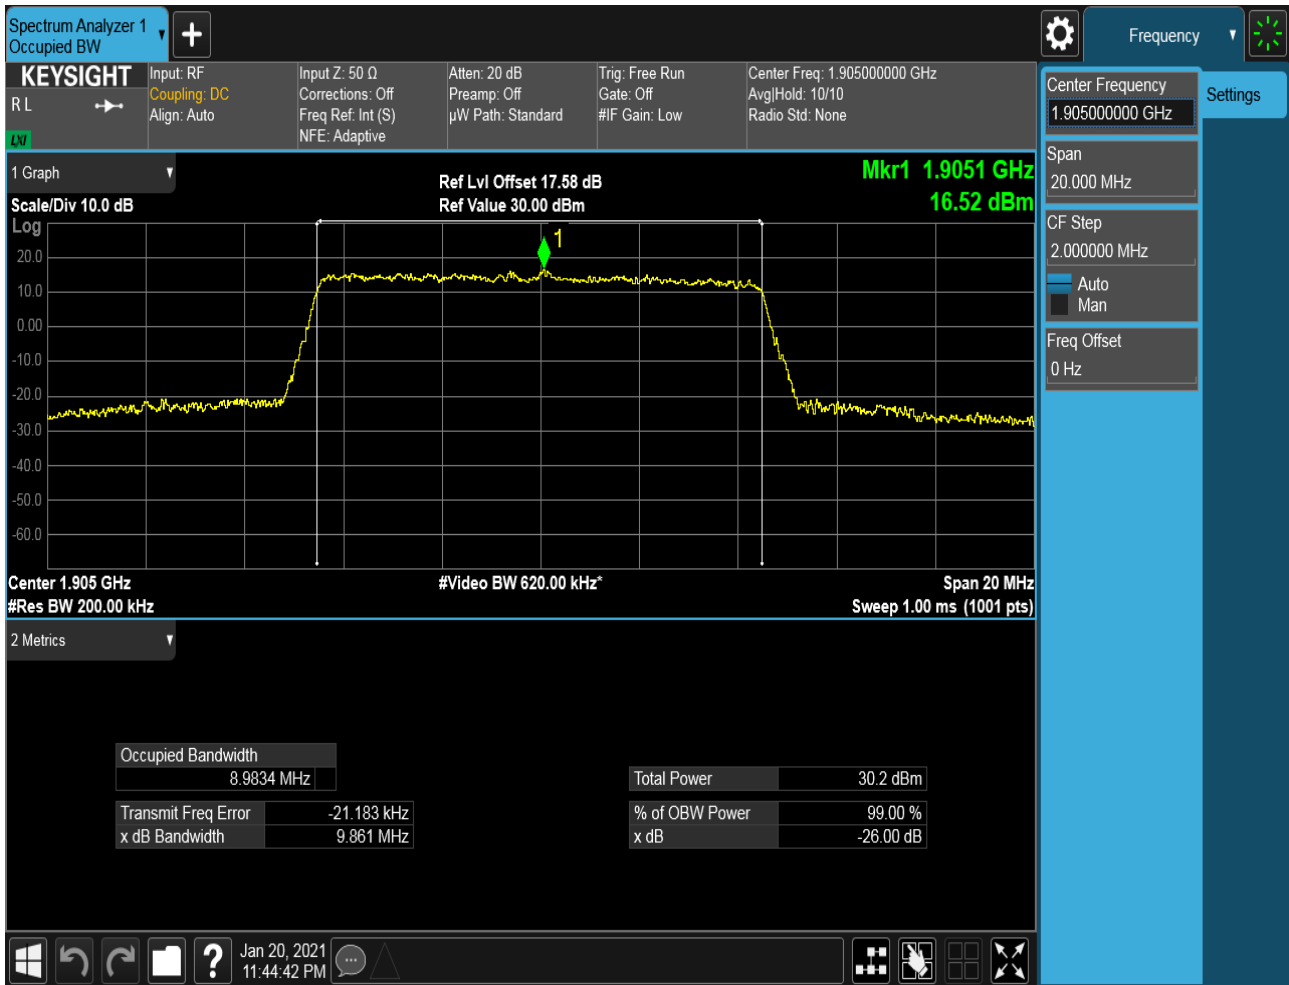 Spectrum Analyzer 1
Occupied BW
Frequency
KEYSIGHT
R L
LXI
Input: RF
Coupling: DC
Align: Auto
Input Z: 50 Ω
Corrections: Off
Freq Ref: Int (S)
NFE: Adaptive
Atten: 20 dB
Preamp: Off
µW Path: Standard
Trig: Free Run
Gate: Off
#IF Gain: Low
Center Freq: 1.905000000 GHz
Avg|Hold: 10/10
Radio Std: None
Center Frequency
1.905000000 GHz
Settings
Span
20.000 MHz
CF Step
2.000000 MHz
Auto
Man
Freq Offset
0 Hz
1 Graph
Scale/Div 10.0 dB
Ref Lvl Offset 17.58 dB
Ref Value 30.00 dBm
Mkr1 1.9051 GHz
16.52 dBm
Log
1
20.0
10.0
0.00
-10.0
-20.0
-30.0
-40.0
-50.0
-60.0
Center 1.905 GHz
#Video BW 620.00 kHz*
Span 20 MHz
#Res BW 200.00 kHz
Sweep 1.00 ms (1001 pts)
2 Metrics
Occupied Bandwidth
8.9834 MHz
Transmit Freq Error -21.183 kHz
x dB Bandwidth 9.861 MHz
Total Power 30.2 dBm
% of OBW Power 99.00 %
x dB -26.00 dB
?
Jan 20, 2021
11:44:42 PM